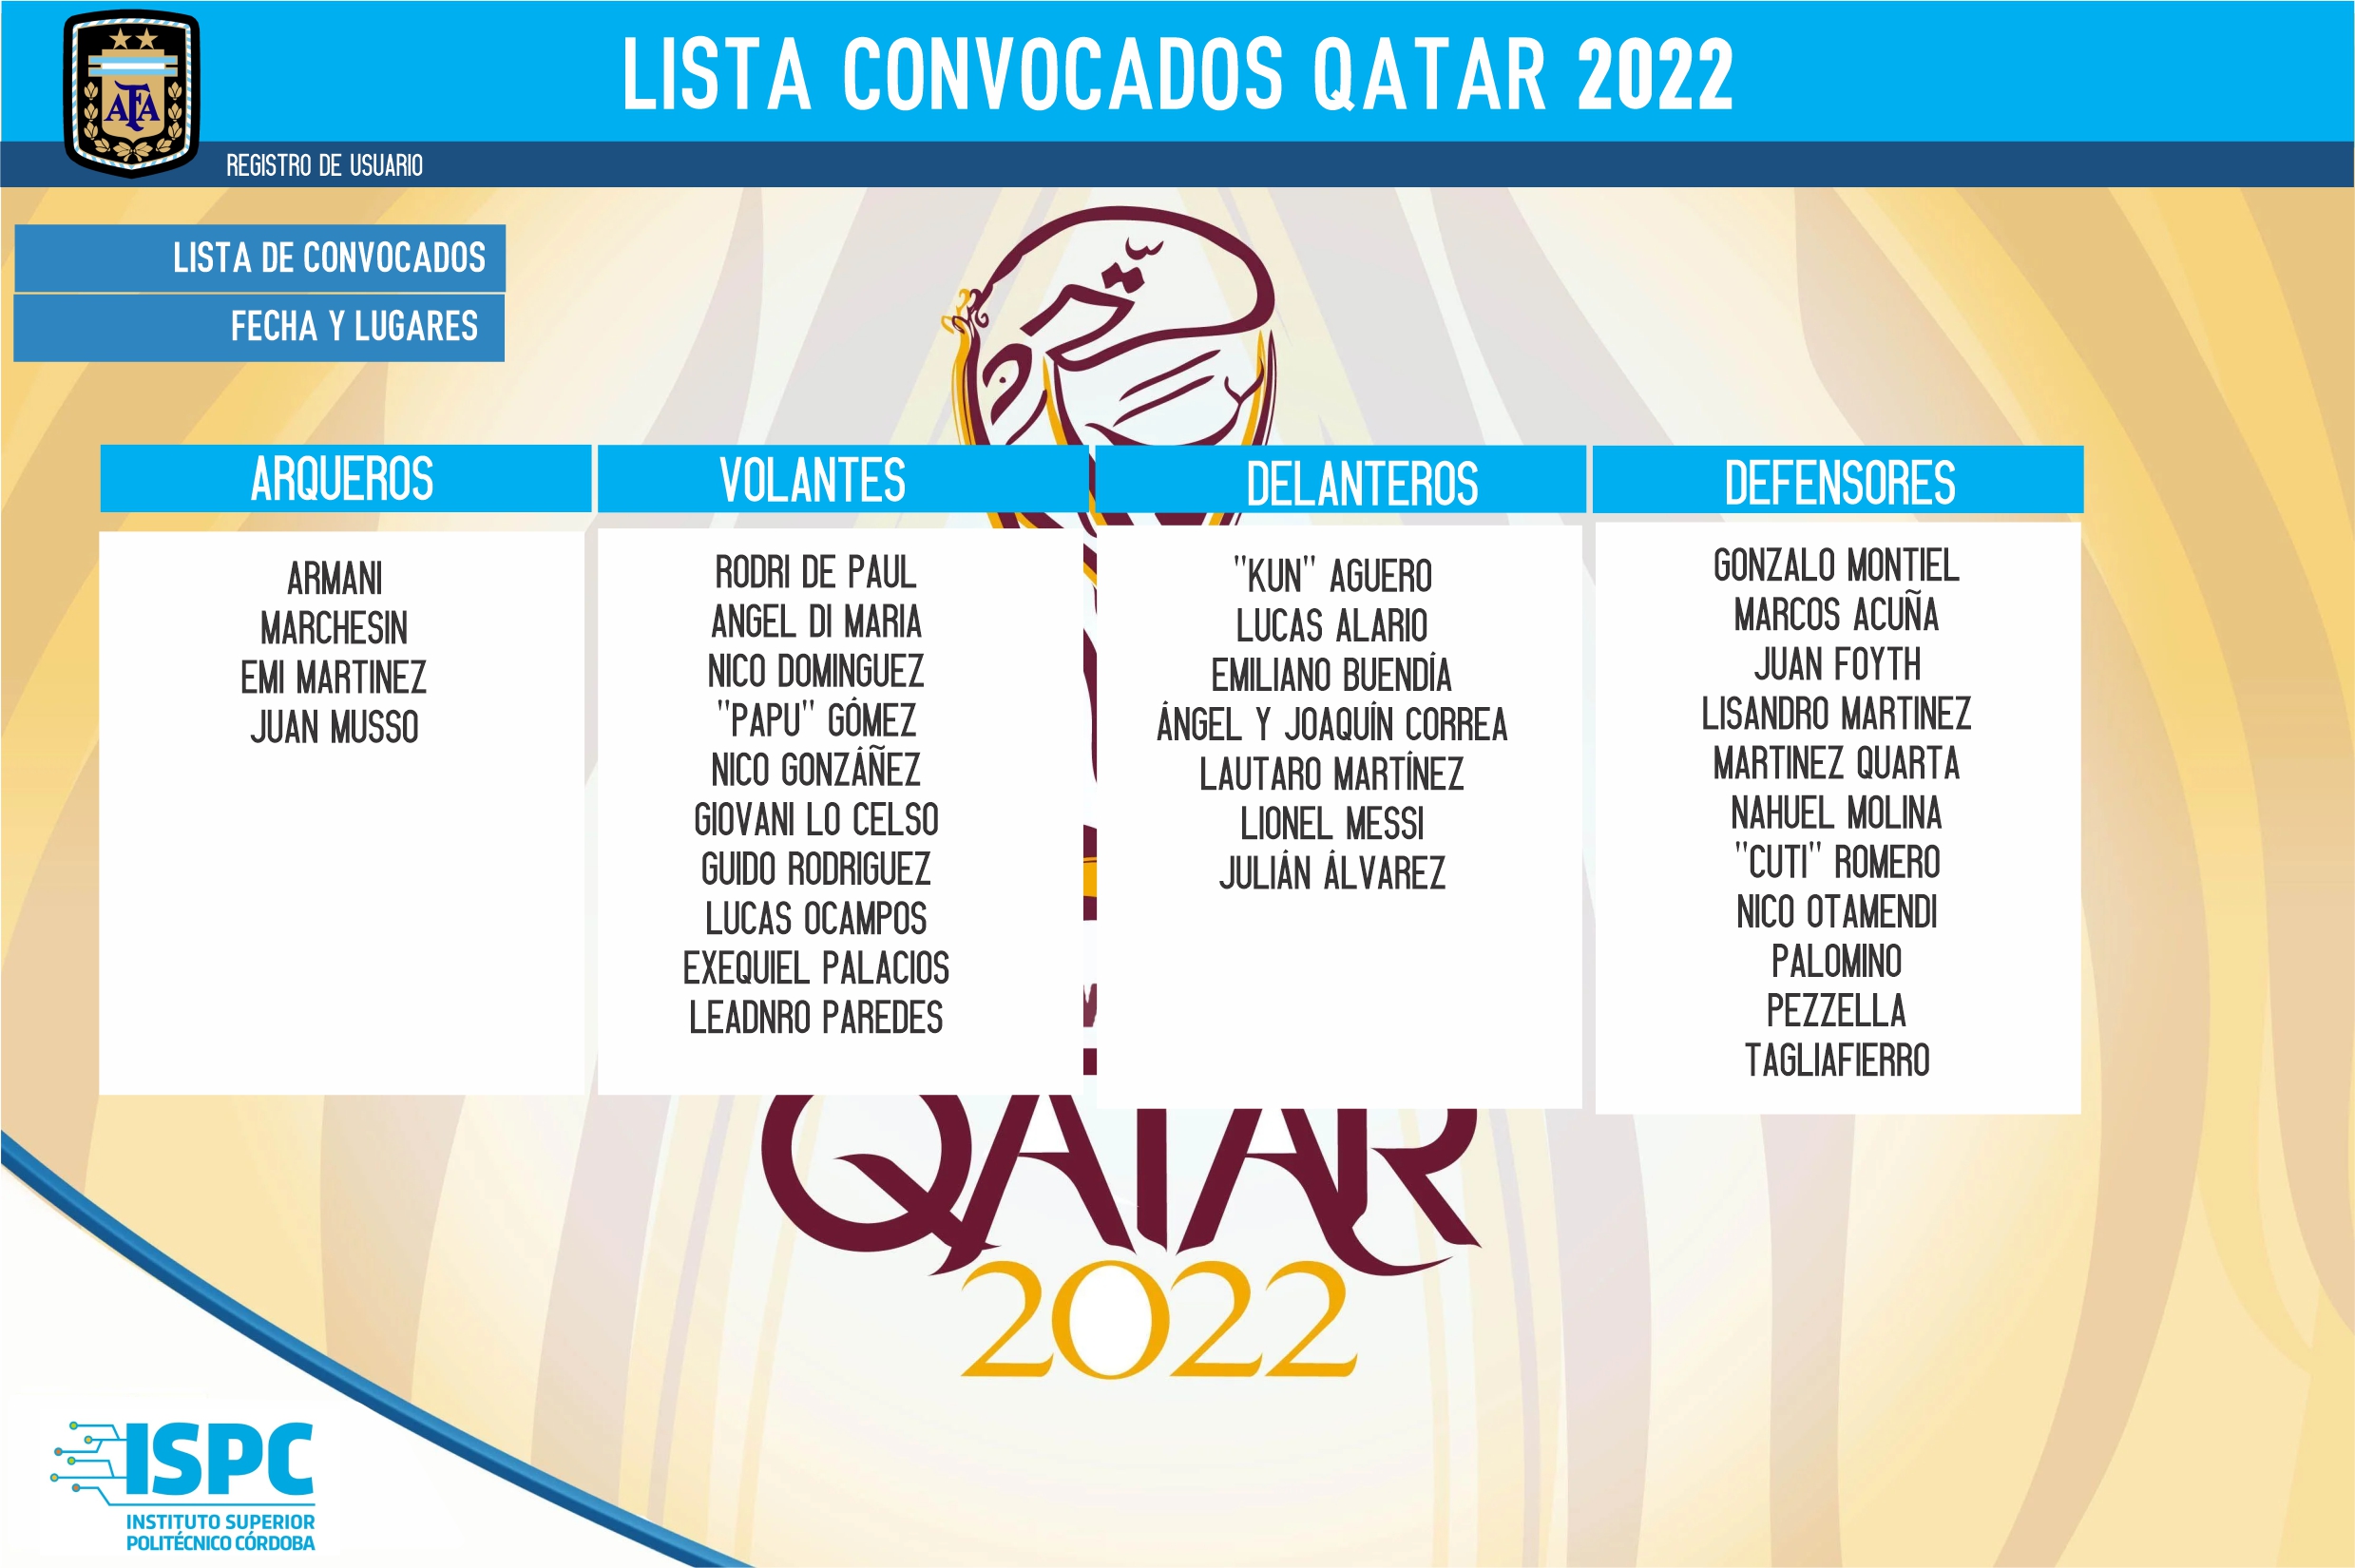 LISTA CONVOCADOS QATAR 2022
AFA
REGISTRO DE USUARIO
LISTA DE CONVOCADOS
FECHA Y LUGARES
ARQUEROS
ARMANI
MARCHESIN
EMI MARTINEZ
JUAN MUSSO
VOLANTES
RODRI DE PAUL
ANGEL DI MARIA
NICO DOMINGUEZ
"PAPU" GÓMEZ
NICO GONZÁÑEZ
GIOVANI LO CELSO
GUIDO RODRIGUEZ
LUCAS OCAMPOS
EXEQUIEL PALACIOS
LEADNRO PAREDES
DELANTEROS
"KUN" AGUERO
LUCAS ALARIO
EMILIANO BUENDÍA
ÁNGEL Y JOAQUÍN CORREA
LAUTARO MARTÍNEZ
LIONEL MESSI
JULIÁN ÁLVAREZ
DEFENSORES
GONZALO MONTIEL
MARCOS ACUÑA
JUAN FOYTH
LISANDRO MARTINEZ
MARTINEZ QUARTA
NAHUEL MOLINA
"CUTI" ROMERO
NICO OTAMENDI
PALOMINO
PEZZELLA
TAGLIAFIERRO
QATAR
2022
ISPC
INSTITUTO SUPERIOR
POLITÉCNICO CÓRDOBA